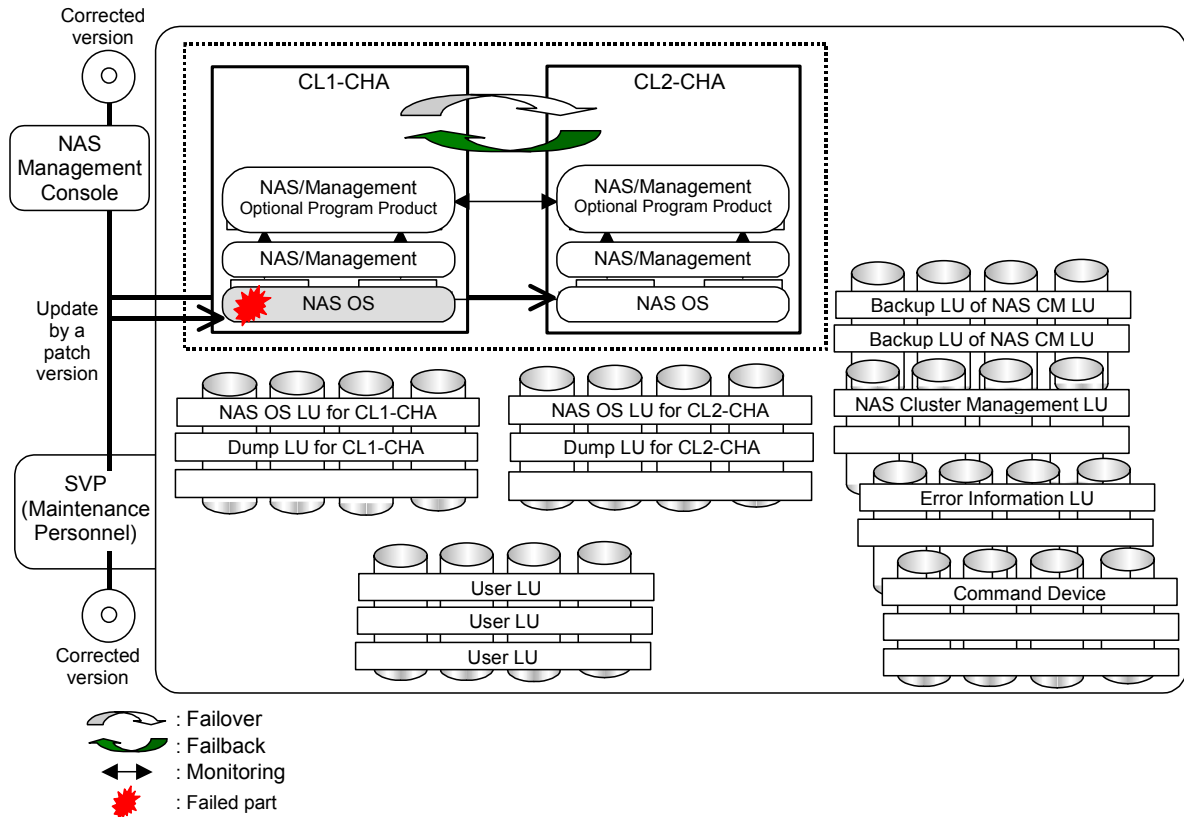 Corrected
version
NAS
Management
Console
Update
by a
patch
version
SVP
(Maintenance
Personnel)
Corrected
version
CL1-CHA
CL2-CHA
NAS/Management
Optional Program Product
NAS/Management
Optional Program Product
NAS/Management
NAS/Management
NAS OS
NAS OS
NAS OS LU for CL1-CHA
Dump LU for CL1-CHA
NAS OS LU for CL2-CHA
Dump LU for CL2-CHA
Backup LU of NAS CM LU
Backup LU of NAS CM LU
NAS Cluster Management LU
Error Information LU
Command Device
User LU
User LU
User LU
: Failover
: Failback
: Monitoring
: Failed part